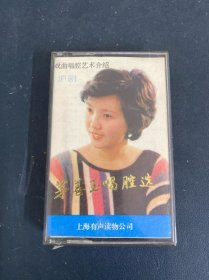 戏曲唱腔艺术介绍
沪剧
茅善玉唱腔选
上海有声读物公司